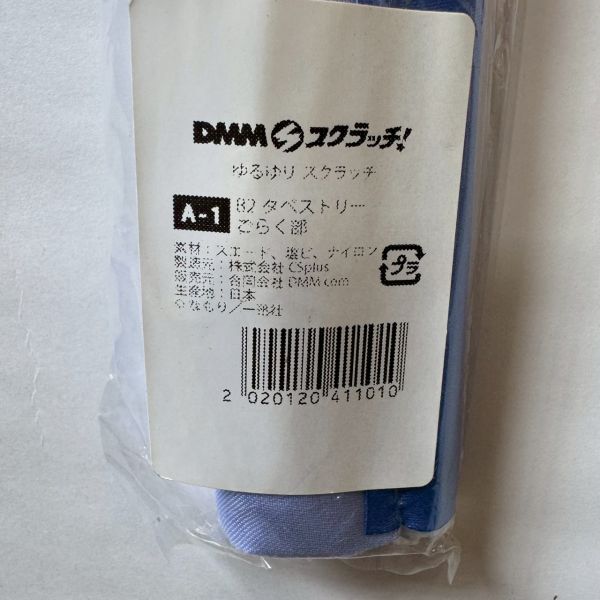 DMM スクラッチ!
ゆるゆり スクラッチ
A-1 B2 タペストリー
ごらく部
素材:スエード、塩ビ、ナイロン
製造元:株式会社 CSplus
販売元:合同会社 DMM.com
生産地:日本
©なもり/一迅社
プラ
2 020120 411010